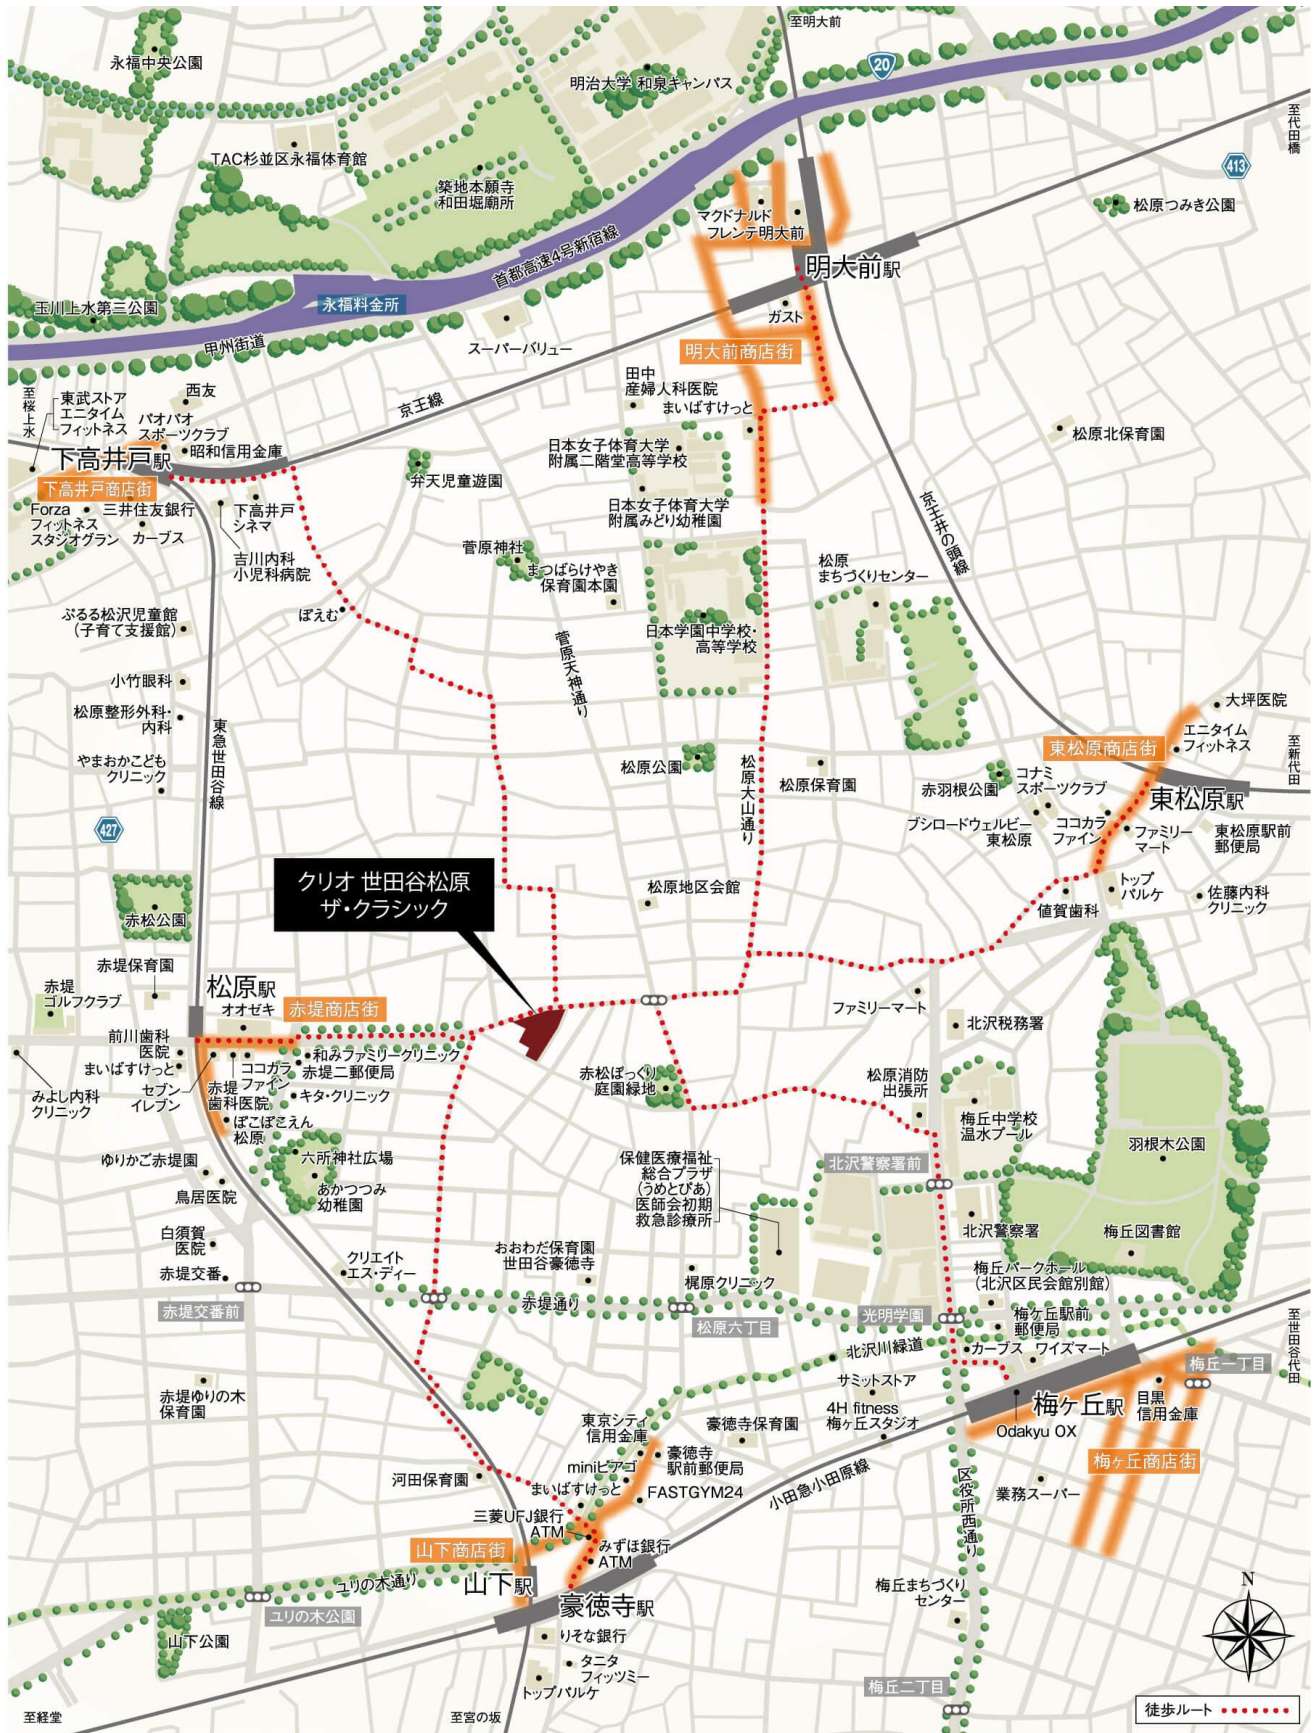 至明大前
永福中央公園
明治大学 和泉キャンパス
20
至代田橋
TAC杉並区永福体育館
413
築地本願寺
和田堀廟所
松原つみき公園
マクドナルド
フレンテ明大前
首都高速4号新宿線
明大前駅
玉川上水第三公園
永福料金所
ガスト
甲州街道
スーパーバリュー
明大前商店街
至桜上水
東武ストア
エニタイム
フィットネス
西友
京王線
田中
産婦人科医院
まいばすけっと
パオパオ
スポーツクラブ
昭和信用金庫
下高井戸駅
松原北保育園
日本女子体育大学
附属二階堂高等学校
下高井戸商店街
弁天児童遊園
Forza
フィットネス
スタジオグラン
三井住友銀行
カーブス
下高井戸
シネマ
日本女子体育大学
附属みどり幼稚園
京王井の頭線
吉川内科
小児科病院
菅原神社
まつばらけやき
保育園本園
松原
まちづくりセンター
ぽえむ
ぷるる松沢児童館
(子育て支援館)
日本学園中学校・
高等学校
菅原天神通り
小竹眼科
松原整形外科・
内科
大坪医院
東急世田谷線
エニタイム
フィットネス
東松原商店街
至新代田
やまおかこども
クリニック
松原公園
松原大山通り
松原保育園
赤羽根公園
コナミ
スポーツクラブ
東松原駅
427
ブシロードウェルビー
東松原
ココカラ
ファイン
ファミリー
マート
東松原駅前
郵便局
クリオ 世田谷松原
ザ・クラシック
松原地区会館
トップ
パルケ
値賀歯科
佐藤内科
クリニック
赤松公園
赤堤保育園
松原駅
オオゼキ
赤堤商店街
赤堤
ゴルフクラブ
ファミリーマート
北沢税務署
前川歯科
医院
まいばすけっと
和みファミリークリニック
赤堤二郵便局
みよし内科
クリニック
セブン
イレブン
赤堤
歯科医院
ココカラ
ファイン
キタ・クリニック
赤松ぼっくり
庭園緑地
松原消防
出張所
梅丘中学校
温水プール
ぽこぽこえん
松原
羽根木公園
ゆりかご赤堤園
六所神社広場
保健医療福祉
総合プラザ
(うめとぴあ)
医師会初期
救急診療所
北沢警察署前
鳥居医院
あかつつみ
幼稚園
白須賀
医院
北沢警察署
梅丘図書館
おおわだ保育園
世田谷豪徳寺
クリエイト
エス・ディー
赤堤交番
梶原クリニック
梅丘パークホール
(北沢区民会館別館)
赤堤交番前
赤堤通り
松原六丁目
光明学園
梅ケ丘駅前
郵便局
至世田谷代田
北沢川緑道
カーブス
ワイズマート
梅丘一丁目
赤堤ゆりの木
保育園
サミットストア
梅ヶ丘駅
目黒
信用金庫
4H fitness
梅ヶ丘スタジオ
東京シティ
信用金庫
豪徳寺保育園
Odakyu OX
梅ヶ丘商店街
miniピアゴ
豪徳寺
駅前郵便局
河田保育園
小田急小田原線
まいばすけっと
FASTGYM24
業務スーパー
区役所西通り
三菱UFJ銀行
ATM
みずほ銀行
ATM
山下商店街
山下駅
ユリの木通り
豪徳寺駅
梅丘まちづくり
センター
N
ユリの木公園
山下公園
りそな銀行
タニタ
フィッツミー
トップパルケ
梅丘二丁目
至経堂
至宮の坂
徒歩ルート